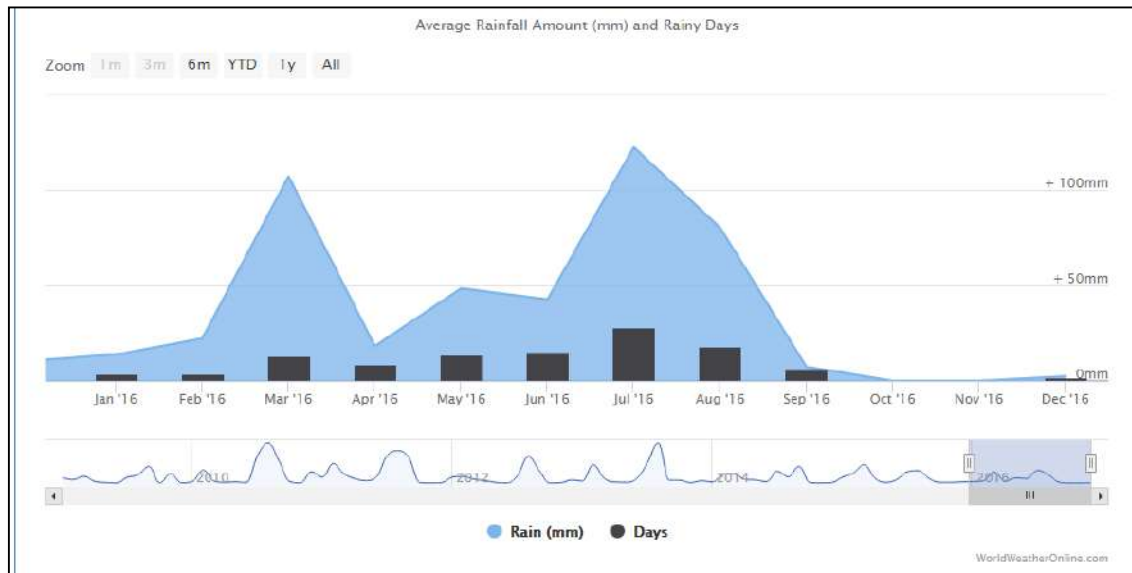 Average Rainfall Amount (mm) and Rainy Days
Zoom 1m 3m 6m YTD 1y All
+ 100mm
+ 50mm
0mm
Jan '16 Feb '16 Mar '16 Apr '16 May '16 Jun '16 Jul '16 Aug '16 Sep '16 Oct '16 Nov '16 Dec '16
2010 2012 2014 2016
Rain (mm) Days
WorldWeatherOnline.com